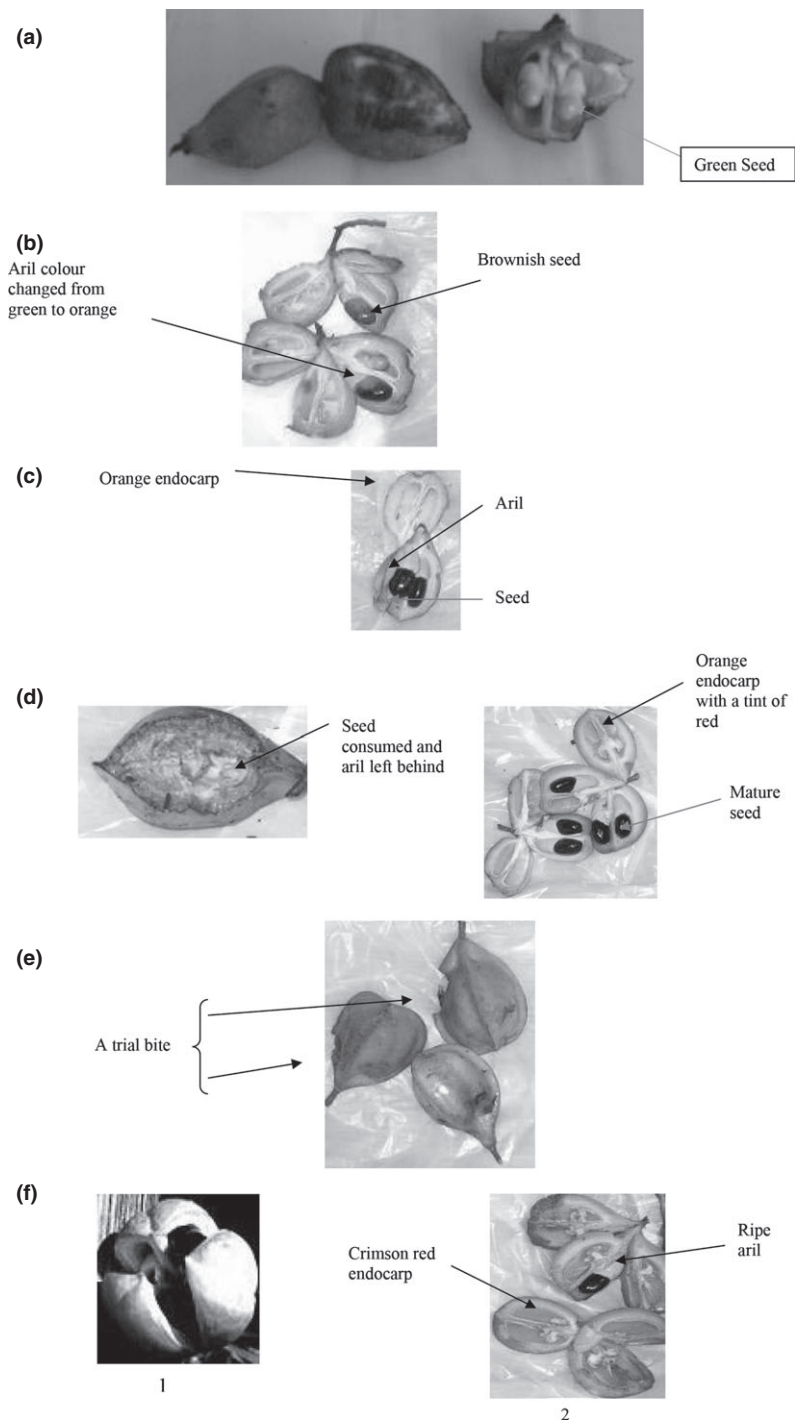 (a)
Green Seed
(b)
Aril colour
changed from
green to orange
Brownish seed
(c)
Orange endocarp
Aril
Seed
(d)
Seed
consumed and
aril left behind
Orange
endocarp
with a tint of
red
Mature
seed
(e)
A trial bite
(f)
Crimson red
endocarp
Ripe
aril
1
2